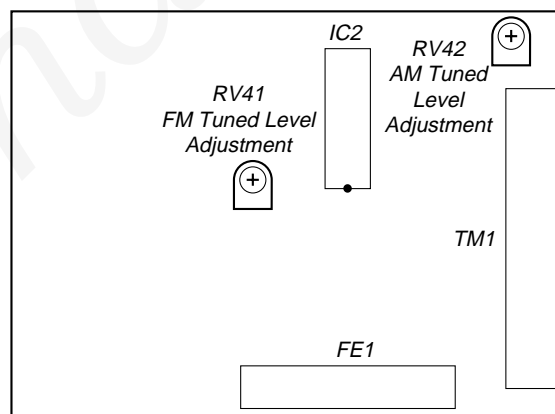 IC2
RV42
AM Tuned
Level
Adjustment
RV41
FM Tuned Level
Adjustment
TM1
FE1